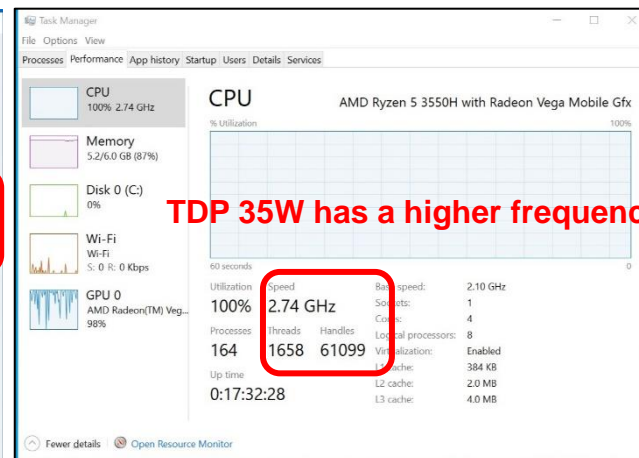 Task Manager
File Options View
Processes Performance App history Startup Users Details Services
CPU
100% 2.74 GHz
Memory
5.2/6.0 GB (87%)
Disk 0 (C:)
0%
Wi-Fi
Wi-Fi
S: 0 R: 0 Kbps
GPU 0
AMD Radeon(TM) Veg...
98%
CPU AMD Ryzen 5 3550H with Radeon Vega Mobile Gfx
% Utilization 100%
TDP 35W has a higher frequenc
60 seconds 0
Utilization Speed Base speed: 2.10 GHz
100% 2.74 GHz Sockets: 1
Cores: 4
Processes Threads Handles Logical processors: 8
164 1658 61099 Virtualization: Enabled
L1 cache: 384 KB
Up time L2 cache: 2.0 MB
0:17:32:28 L3 cache: 4.0 MB
Fewer details Open Resource Monitor